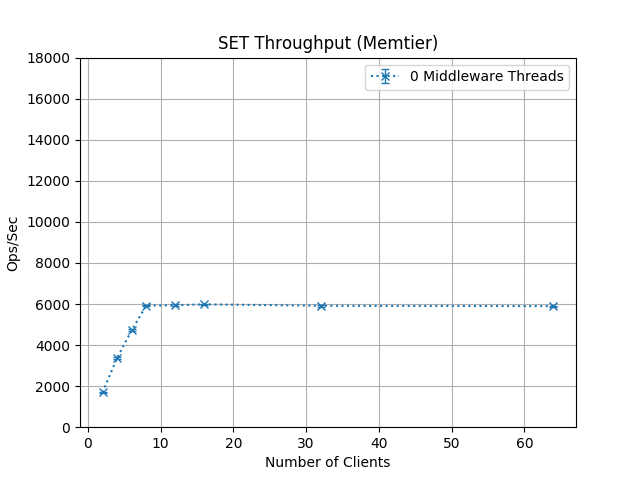 SET Throughput (Memtier)
0 Middleware Threads
18000
16000
14000
12000
10000
8000
6000
4000
2000
0
Ops/Sec
0 10 20 30 40 50 60
Number of Clients